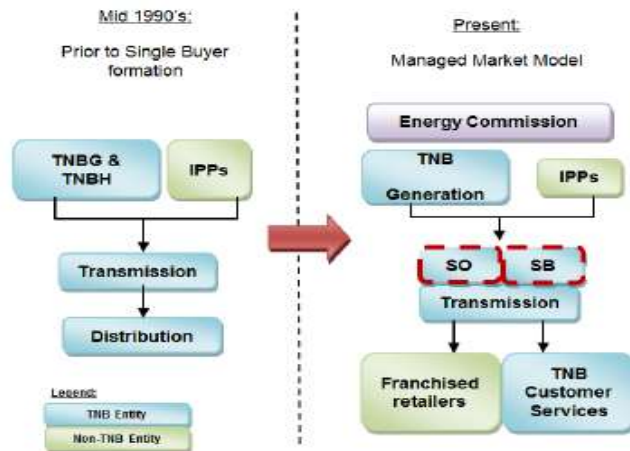 Mid 1990's:
Prior to Single Buyer
formation
TNBG &
TNBH
IPPs
Transmission
Distribution
Legend:
TNB Entity
Non-TNB Entity
Present:
Managed Market Model
Energy Commission
TNB
Generation
IPPs
SO
SB
Transmission
Franchised
retailers
TNB
Customer
Services